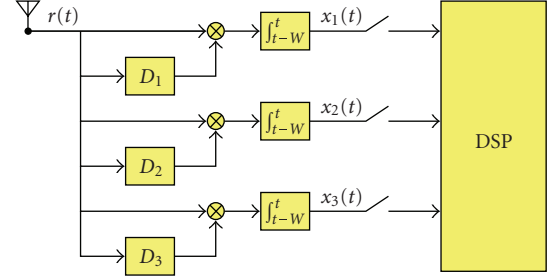 r(t)
∫ₜ₋Wᵗ
x₁(t)
D₁
∫ₜ₋Wᵗ
x₂(t)
DSP
D₂
∫ₜ₋Wᵗ
x₃(t)
D₃